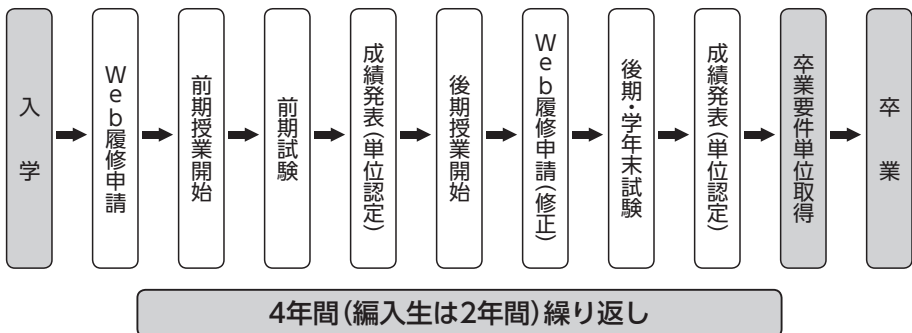 入学
Web履修申請
前期授業開始
前期試験
成績発表(単位認定)
後期授業開始
Web履修申請(修正)
後期・学年末試験
成績発表(単位認定)
卒業要件単位取得
卒業
4年間(編入生は2年間)繰り返し